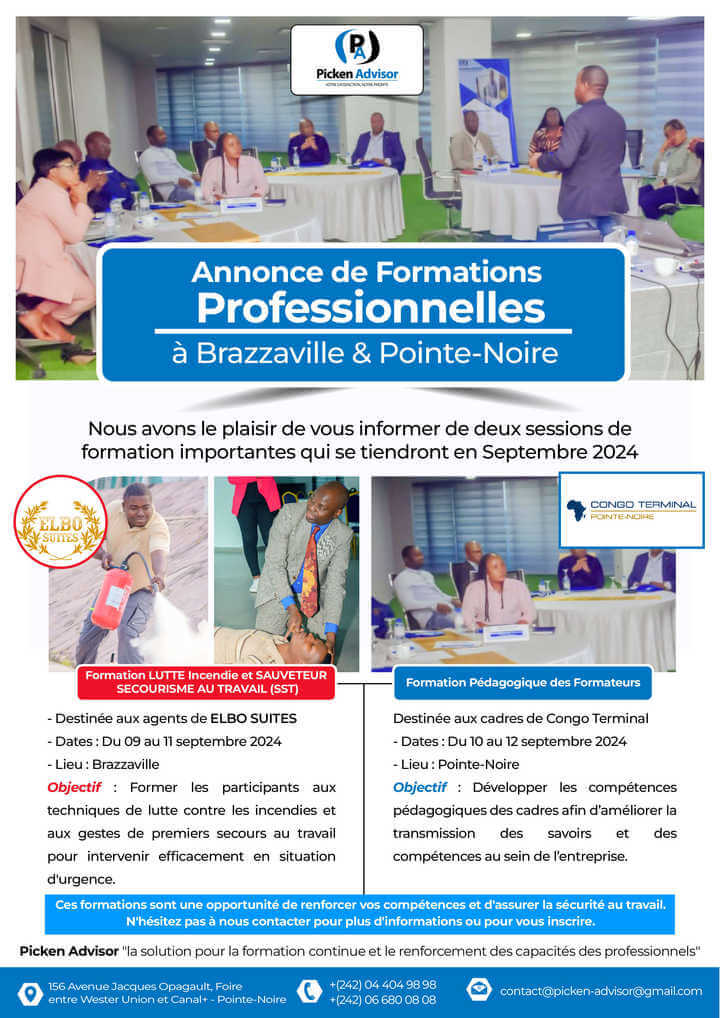 PA
Picken Advisor
VOTRE SATISFACTION, NOTRE PRIORITÉ
Annonce de Formations
Professionnelles
à Brazzaville & Pointe-Noire
Nous avons le plaisir de vous informer de deux sessions de
formation importantes qui se tiendront en Septembre 2024
ELBO
SUITES
CONGO TERMINAL
POINTE-NOIRE
Formation LUTTE Incendie et SAUVETEUR
SECOURISME AU TRAVAIL (SST)
- Destinée aux agents de ELBO SUITES
- Dates : Du 09 au 11 septembre 2024
- Lieu : Brazzaville
Objectif : Former les participants aux
techniques de lutte contre les incendies et
aux gestes de premiers secours au travail
pour intervenir efficacement en situation
d'urgence.
Formation Pédagogique des Formateurs
Destinée aux cadres de Congo Terminal
- Dates : Du 10 au 12 septembre 2024
- Lieu : Pointe-Noire
Objectif : Développer les compétences
pédagogiques des cadres afin d'améliorer la
transmission des savoirs et des
compétences au sein de l'entreprise.
Ces formations sont une opportunité de renforcer vos compétences et d'assurer la sécurité au travail.
N'hésitez pas à nous contacter pour plus d'informations ou pour vous inscrire.
Picken Advisor "la solution pour la formation continue et le renforcement des capacités des professionnels"
156 Avenue Jacques Opagault, Foire
entre Wester Union et Canal+ - Pointe-Noire
+(242) 04 404 98 98
+(242) 06 680 08 08
contact@picken-advisor@gmail.com